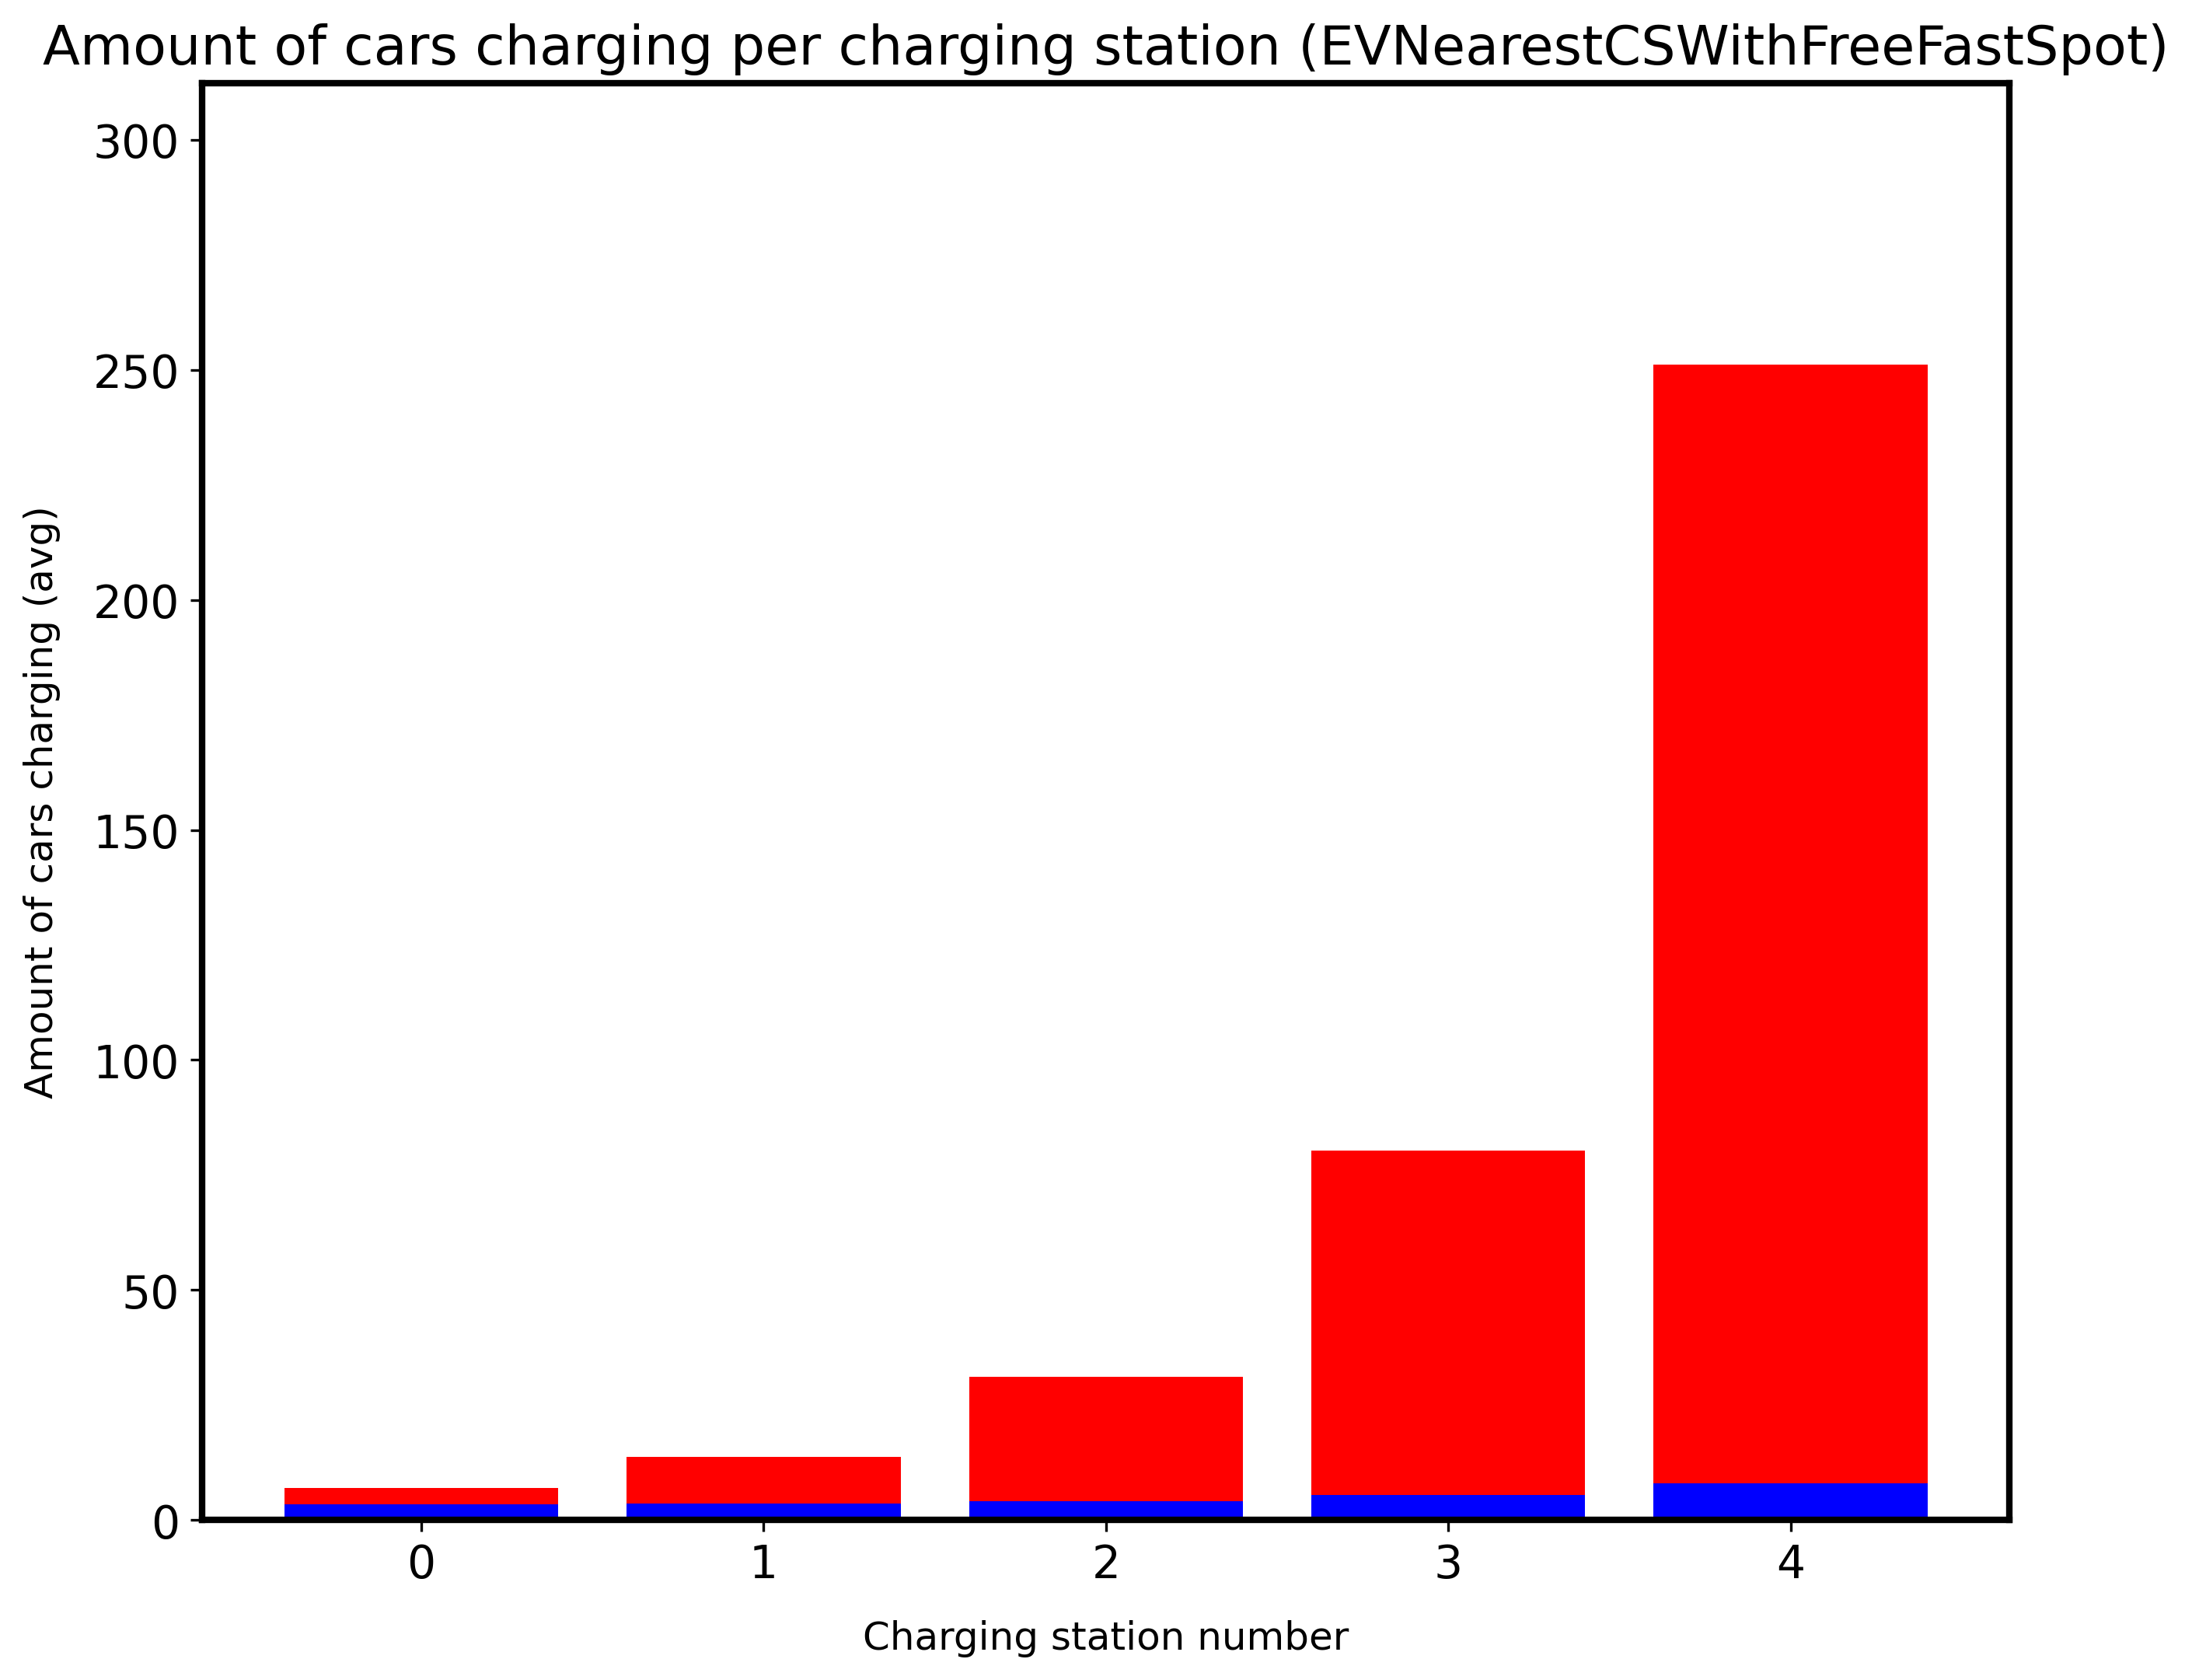 Amount of cars charging per charging station (EVNearestCSWithFreeFastSpot)
Amount of cars charging (avg)
300
250
200
150
100
50
0
0 1 2 3 4
Charging station number